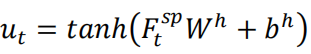 $u_t = tanh(F_t^{sp} W^h + b^h)$